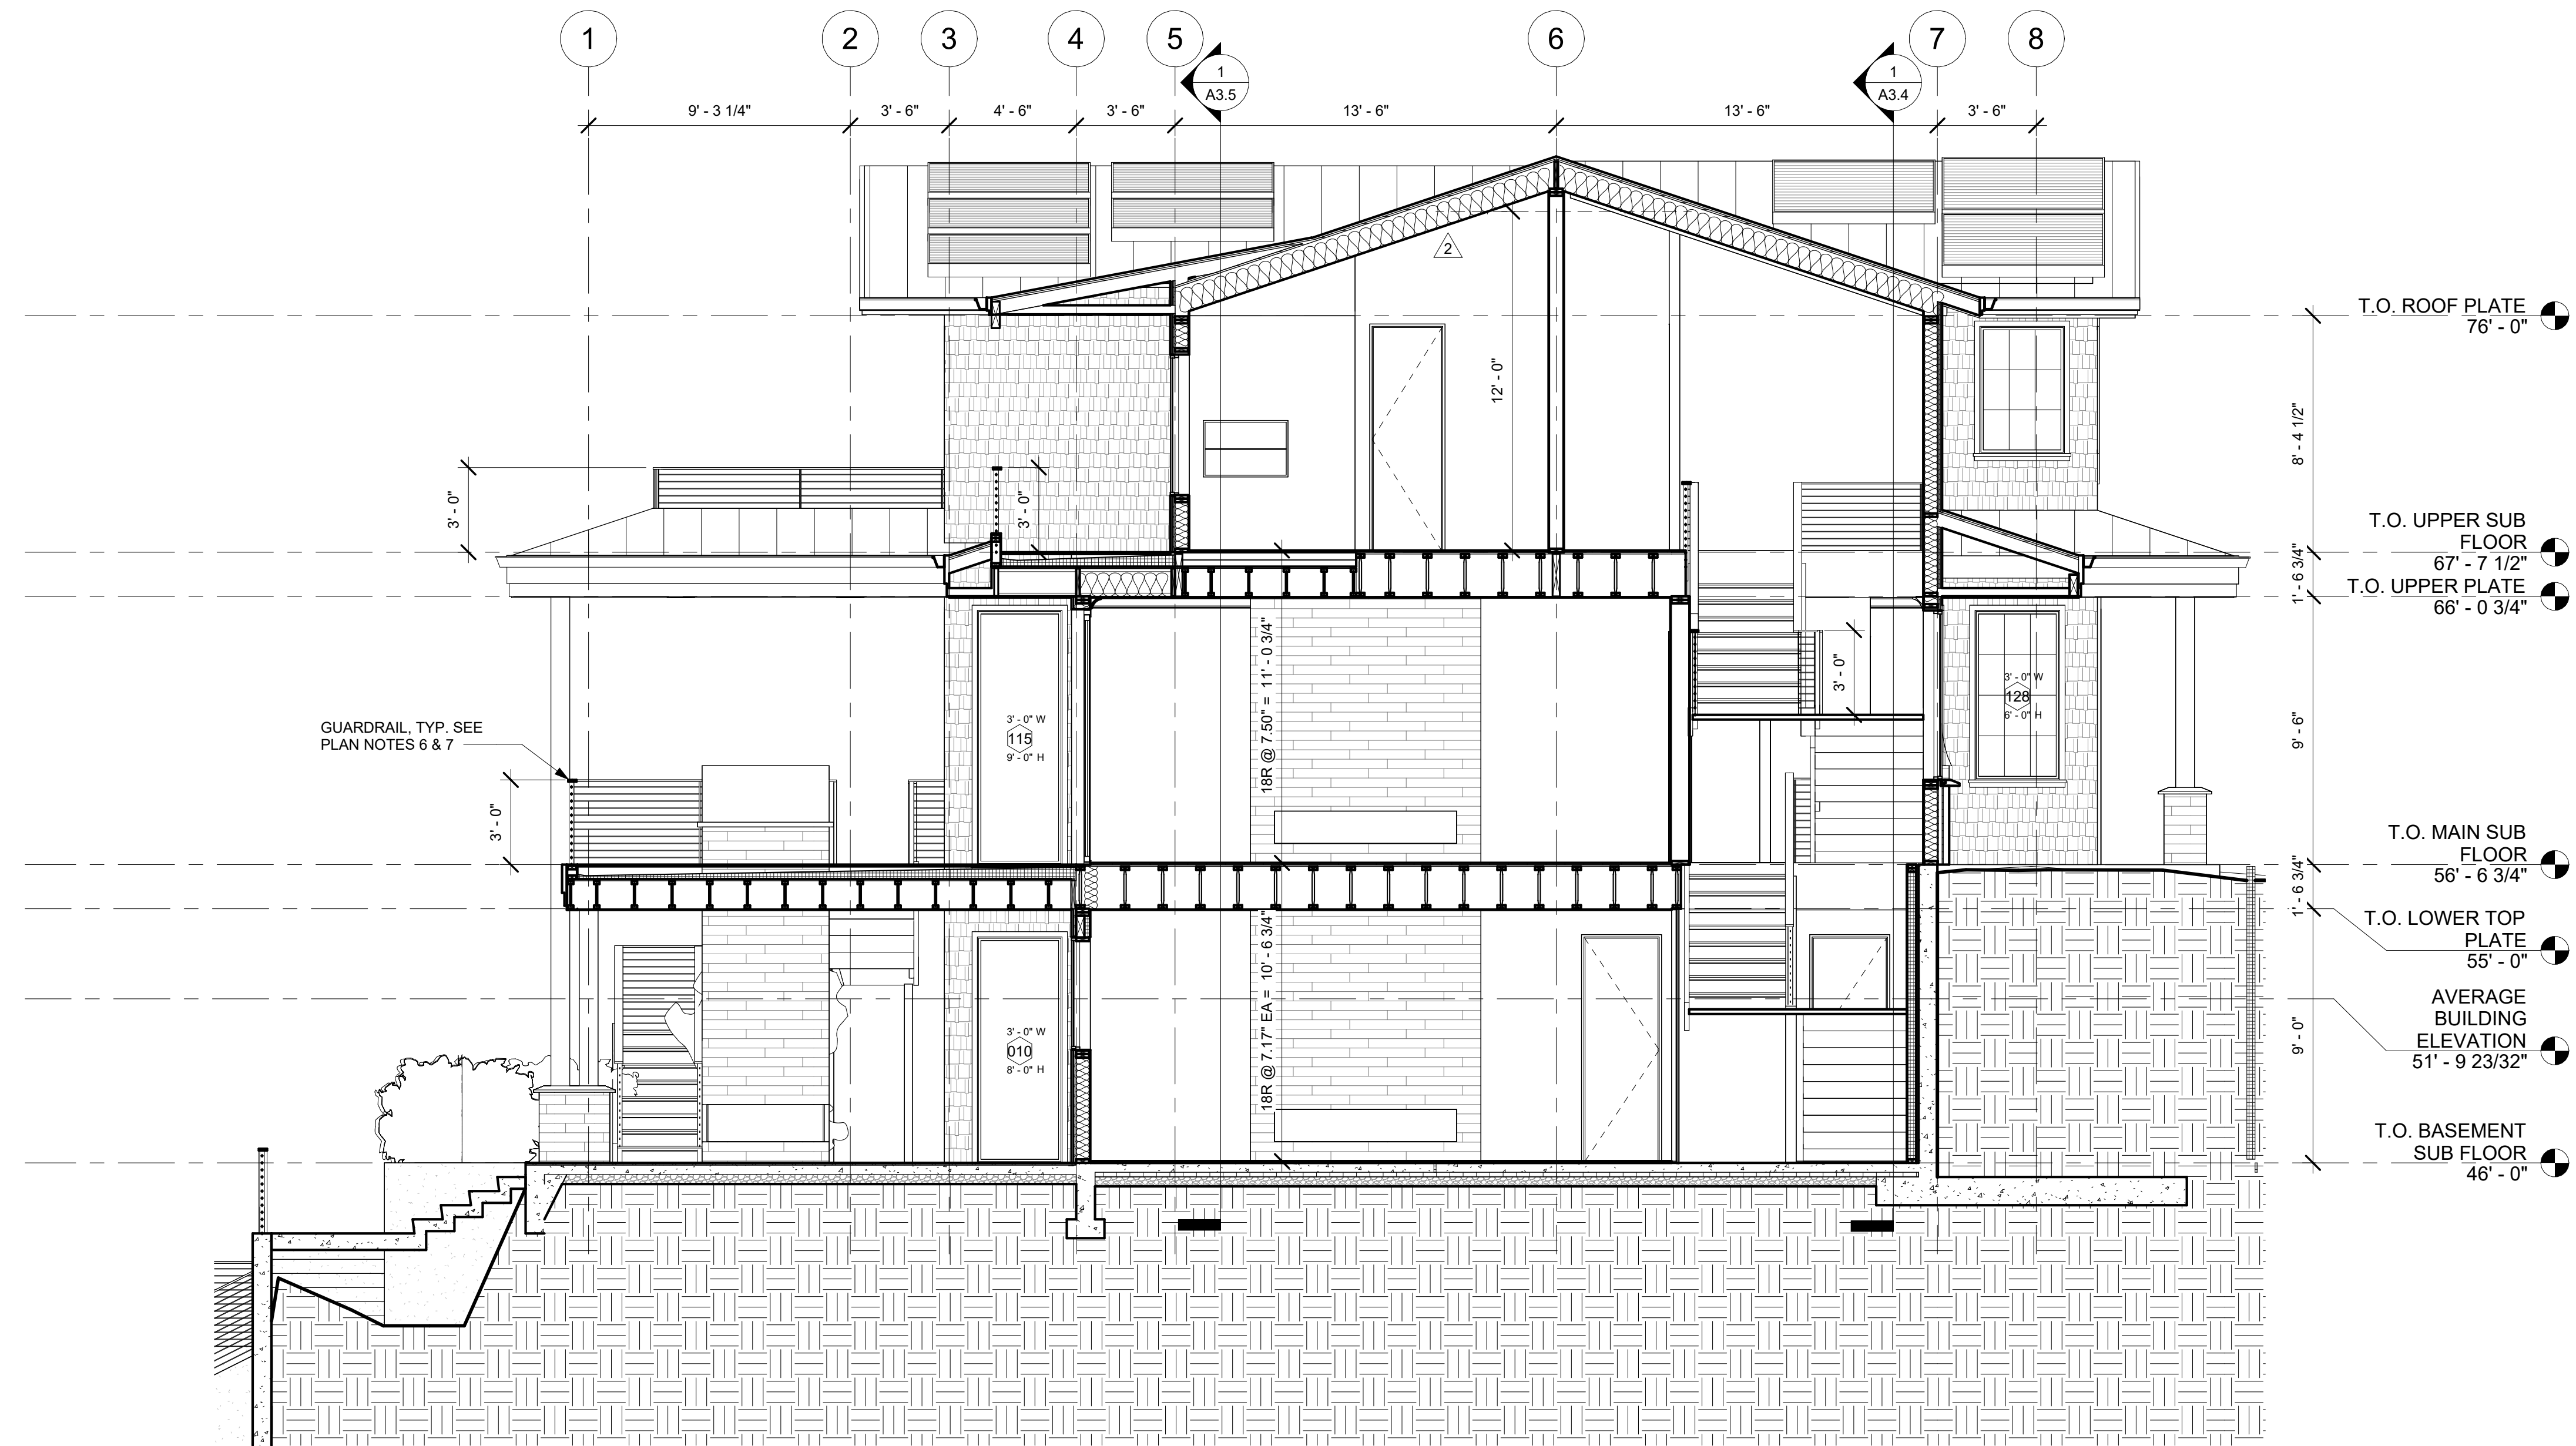 1
2
3
4
5
6
7
8
1
A3.5
1
A3.4
9' - 3 1/4"
3' - 6"
4' - 6"
3' - 6"
13' - 6"
13' - 6"
3' - 6"
2
12' - 0"
T.O. ROOF PLATE
76' - 0"
8' - 4 1/2"
3' - 0"
3' - 0"
T.O. UPPER SUB
FLOOR
67' - 7 1/2"
1' - 6 3/4"
T.O. UPPER PLATE
66' - 0 3/4"
18R @ 7.50" = 11' - 0 3/4"
3' - 0"
3' - 0" W
128
6' - 0" H
9' - 6"
GUARDRAIL, TYP. SEE
PLAN NOTES 6 & 7
3' - 0" W
115
9' - 0" H
3' - 0"
T.O. MAIN SUB
FLOOR
56' - 6 3/4"
1' - 6 3/4"
T.O. LOWER TOP
PLATE
55' - 0"
18R @ 7.17" EA = 10' - 6 3/4"
3' - 0" W
010
8' - 0" H
AVERAGE
BUILDING
ELEVATION
51' - 9 23/32"
9' - 0"
T.O. BASEMENT
SUB FLOOR
46' - 0"